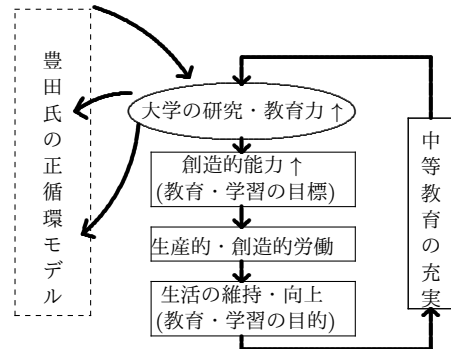 豊田氏の正循環モデル
大学の研究・教育力↑
創造的能力↑
(教育・学習の目標)
生産的・創造的労働
生活の維持・向上
(教育・学習の目的)
中等教育の充実